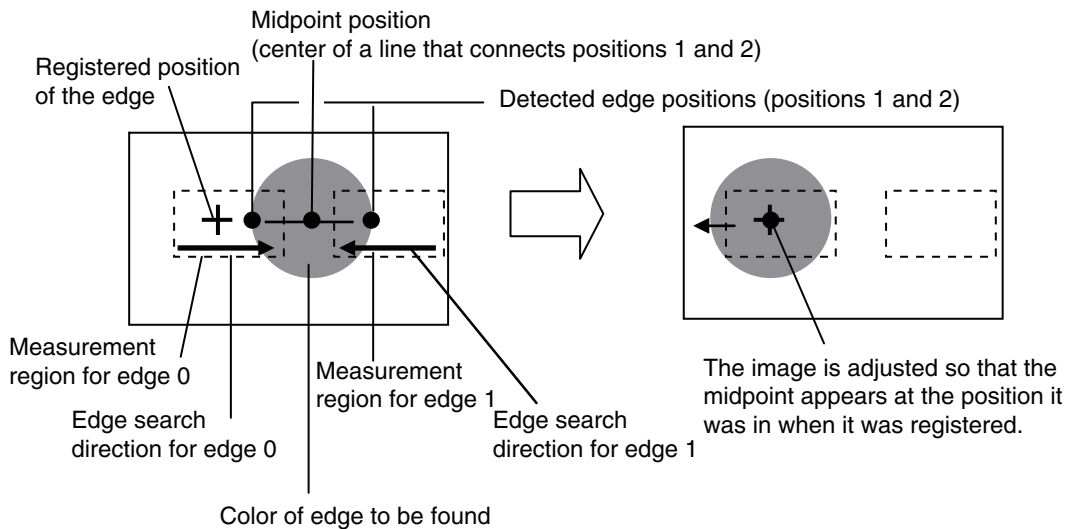 Midpoint position
(center of a line that connects positions 1 and 2)
Registered position
of the edge
Detected edge positions (positions 1 and 2)
Measurement
region for edge 0
Measurement
region for edge 1
Edge search
direction for edge 0
Edge search
direction for edge 1
Color of edge to be found
The image is adjusted so that the
midpoint appears at the position it
was in when it was registered.